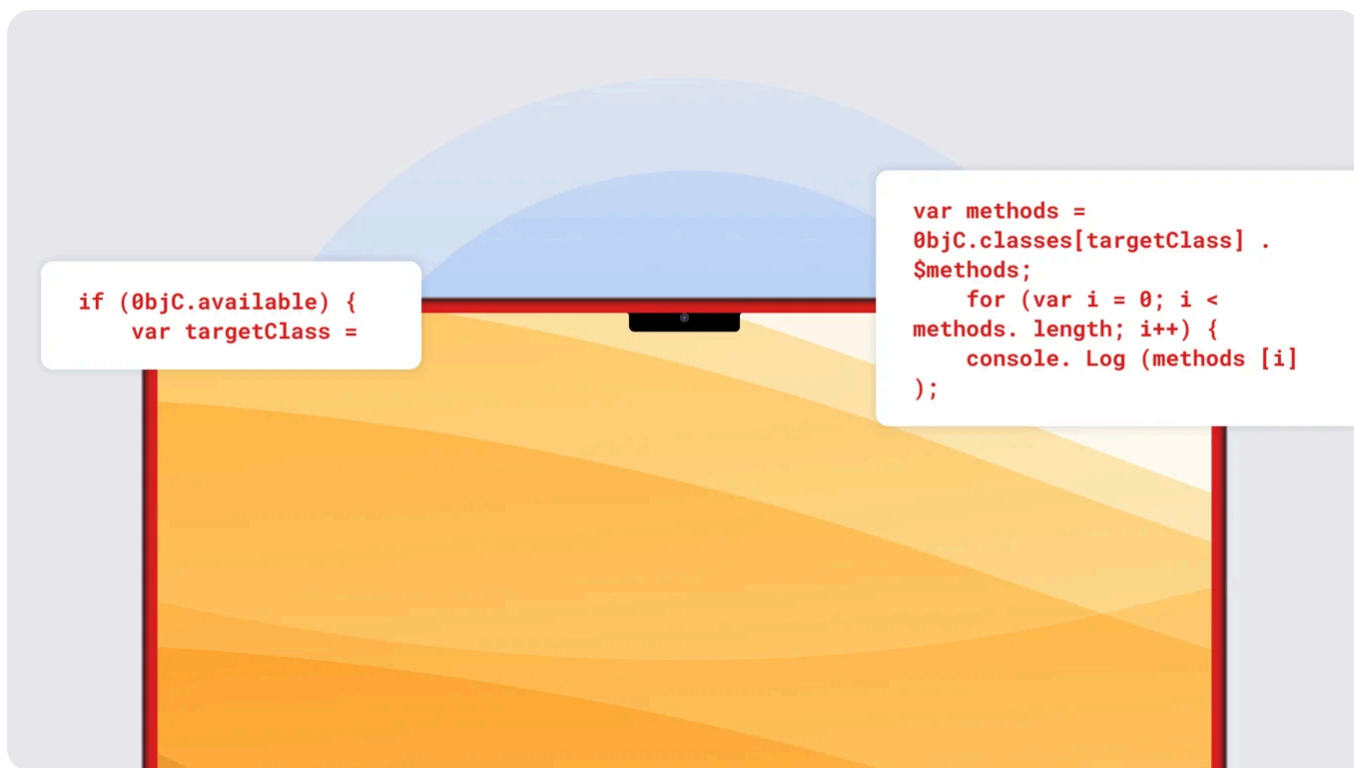 if (0bjC.available) {
    var targetClass =
var methods =
0bjC.classes[targetClass] .
$methods;
    for (var i = 0; i <
methods. length; i++) {
    console. Log (methods [i]
);